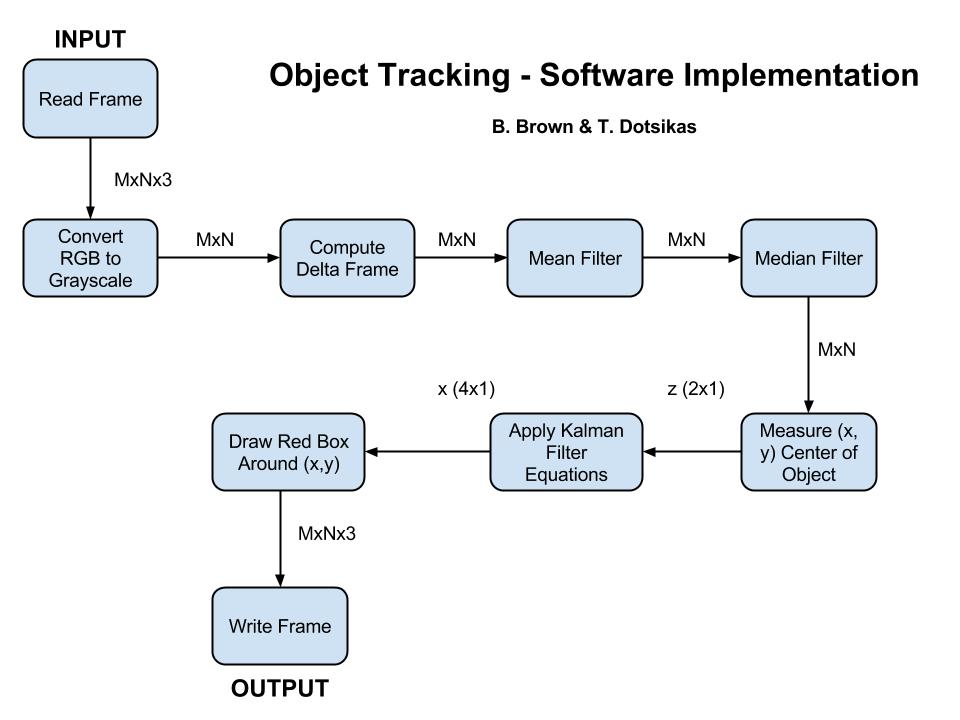 INPUT
Object Tracking - Software Implementation
B. Brown & T. Dotsikas
Read Frame
MxNx3
Convert
RGB to
Grayscale
MxN
Compute
Delta Frame
MxN
Mean Filter
MxN
Median Filter
MxN
Measure (x,
y) Center of
Object
z (2x1)
Apply Kalman
Filter
Equations
x (4x1)
Draw Red Box
Around (x,y)
MxNx3
Write Frame
OUTPUT